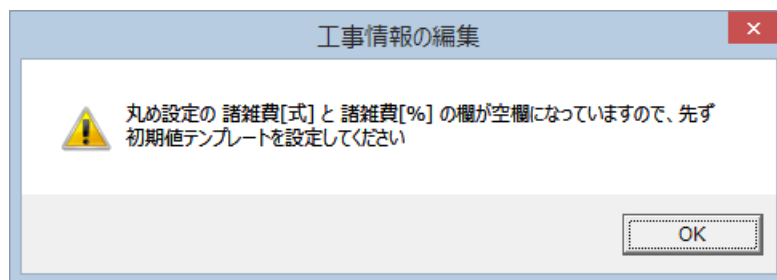 工事情報の編集
丸め設定の 諸雑費[式] と 諸雑費[%] の欄が空欄になっていますので、先ず
初期値テンプレートを設定してください
OK